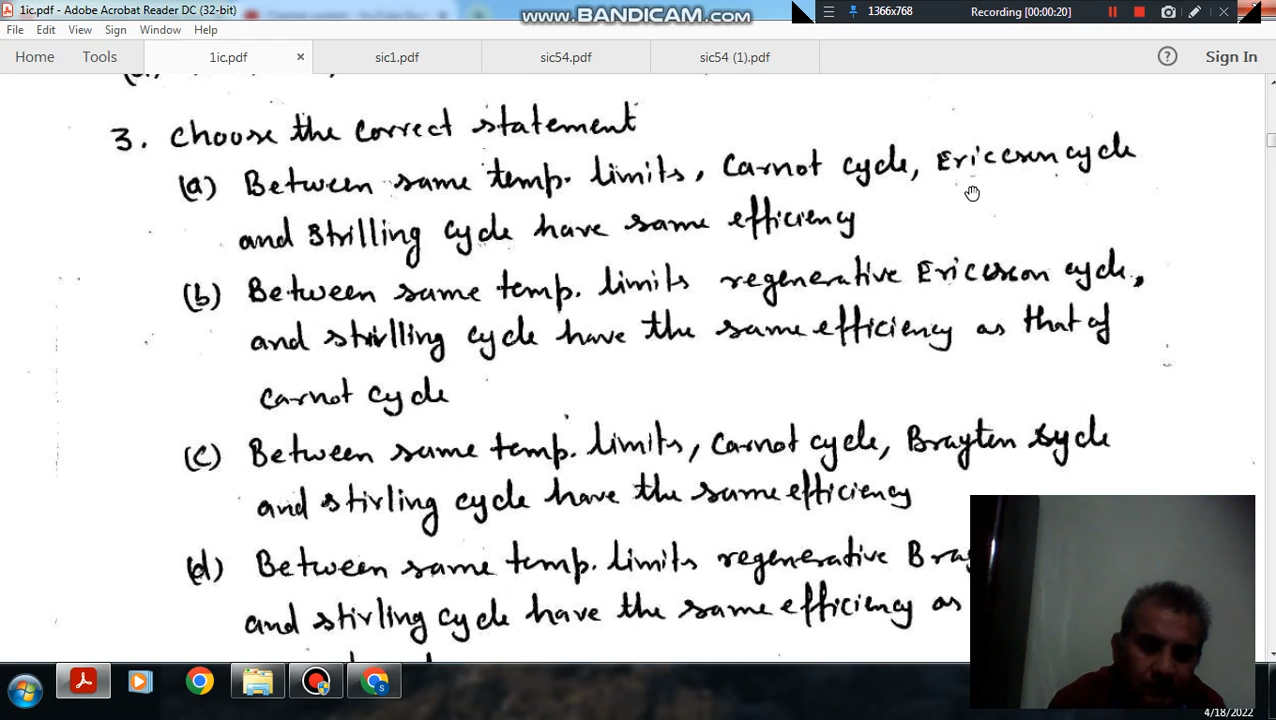 1ic.pdf - Adobe Acrobat Reader DC (32-bit)
www.BANDICAM.com
1366x768
Recording [00:00:20]
File Edit View Sign Window Help
Home Tools 1ic.pdf × sic1.pdf sic54.pdf sic54 (1).pdf ? Sign In
3. Choose the correct statement
(a) Between same temp. limits, Carnot cycle, Ericcson cycle
and Strilling cycle have same efficiency
(b) Between same temp. limits regenerative Ericcson cycle,
and strilling cycle have the same efficiency as that of
carnot cycle
(c) Between same temp. limits, Carnot cycle, Brayton sycle
and stirling cycle have the same efficiency
(d) Between same temp. limits regenerative
and stirling cycle have the same efficiency as
4/18/2022